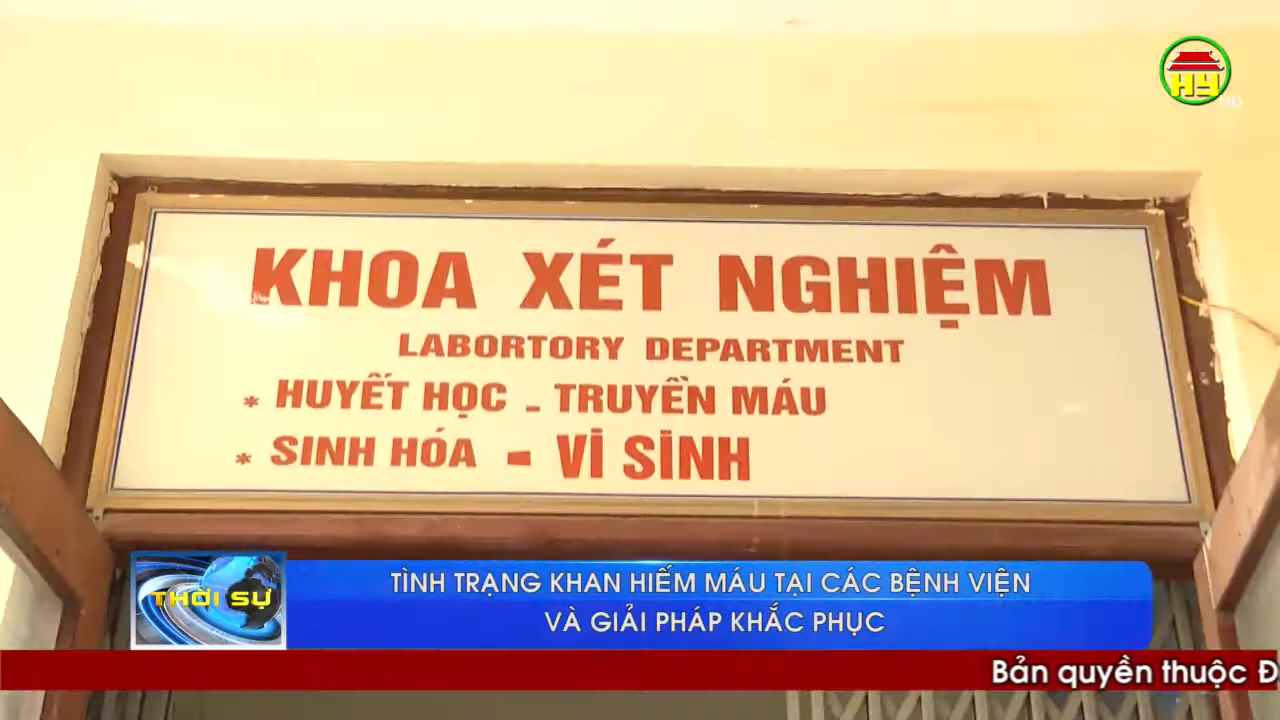 HY
HD
KHOA XÉT NGHIỆM
LABORTORY DEPARTMENT
* HUYẾT HỌC - TRUYỀN MÁU
* SINH HÓA - VI SINH
THỜI SỰ
TÌNH TRẠNG KHAN HIẾM MÁU TẠI CÁC BỆNH VIỆN
VÀ GIẢI PHÁP KHẮC PHỤC
Bản quyền thuộc Đ